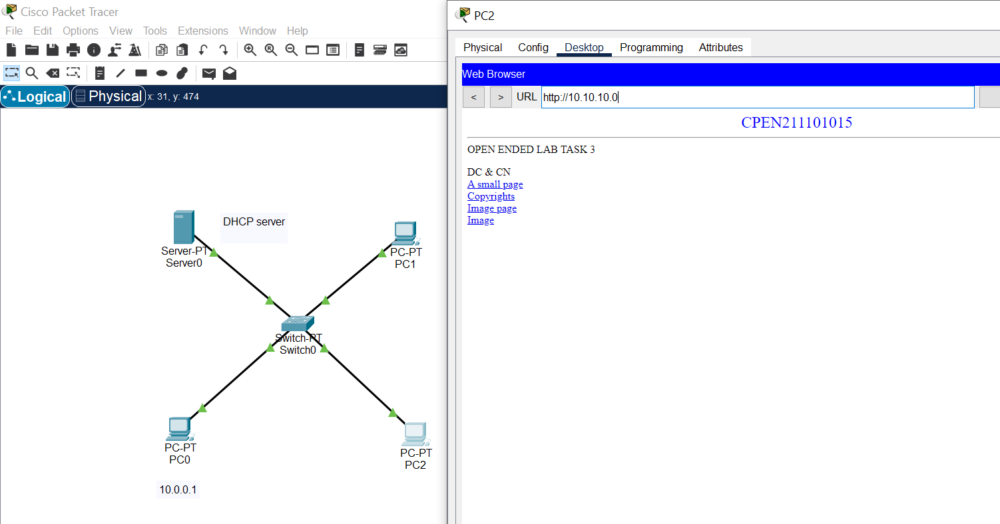 Cisco Packet Tracer
File Edit Options View Tools Extensions Window Help
Logical Physical x: 31, y: 474
DHCP server
Server-PT
Server0
PC-PT
PC1
Switch-PT
Switch0
PC-PT
PC0
PC-PT
PC2
10.0.0.1
PC2
Physical Config Desktop Programming Attributes
Web Browser
< > URL http://10.10.10.0
CPEN211101015
OPEN ENDED LAB TASK 3
DC & CN
A small page
Copyrights
Image page
Image